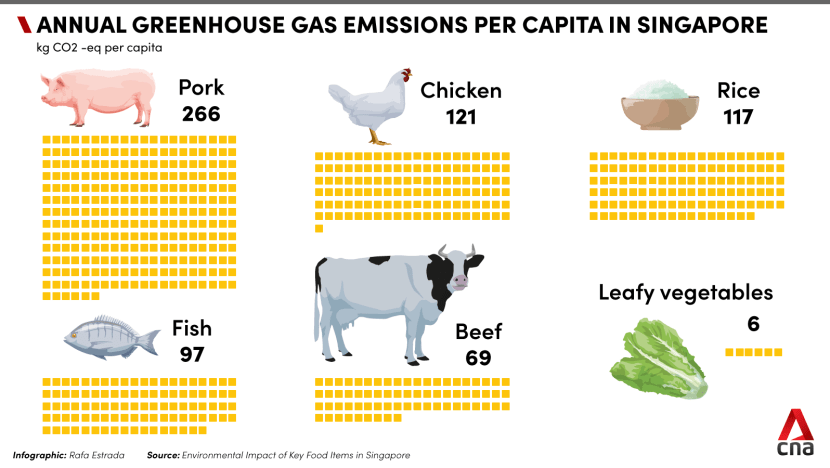 ANNUAL GREENHOUSE GAS EMISSIONS PER CAPITA IN SINGAPORE
kg CO2 -eq per capita
Pork
266
Chicken
121
Rice
117
Fish
97
Beef
69
Leafy vegetables
6
Infographic: Rafa Estrada Source: Environmental Impact of Key Food Items in Singapore
cna